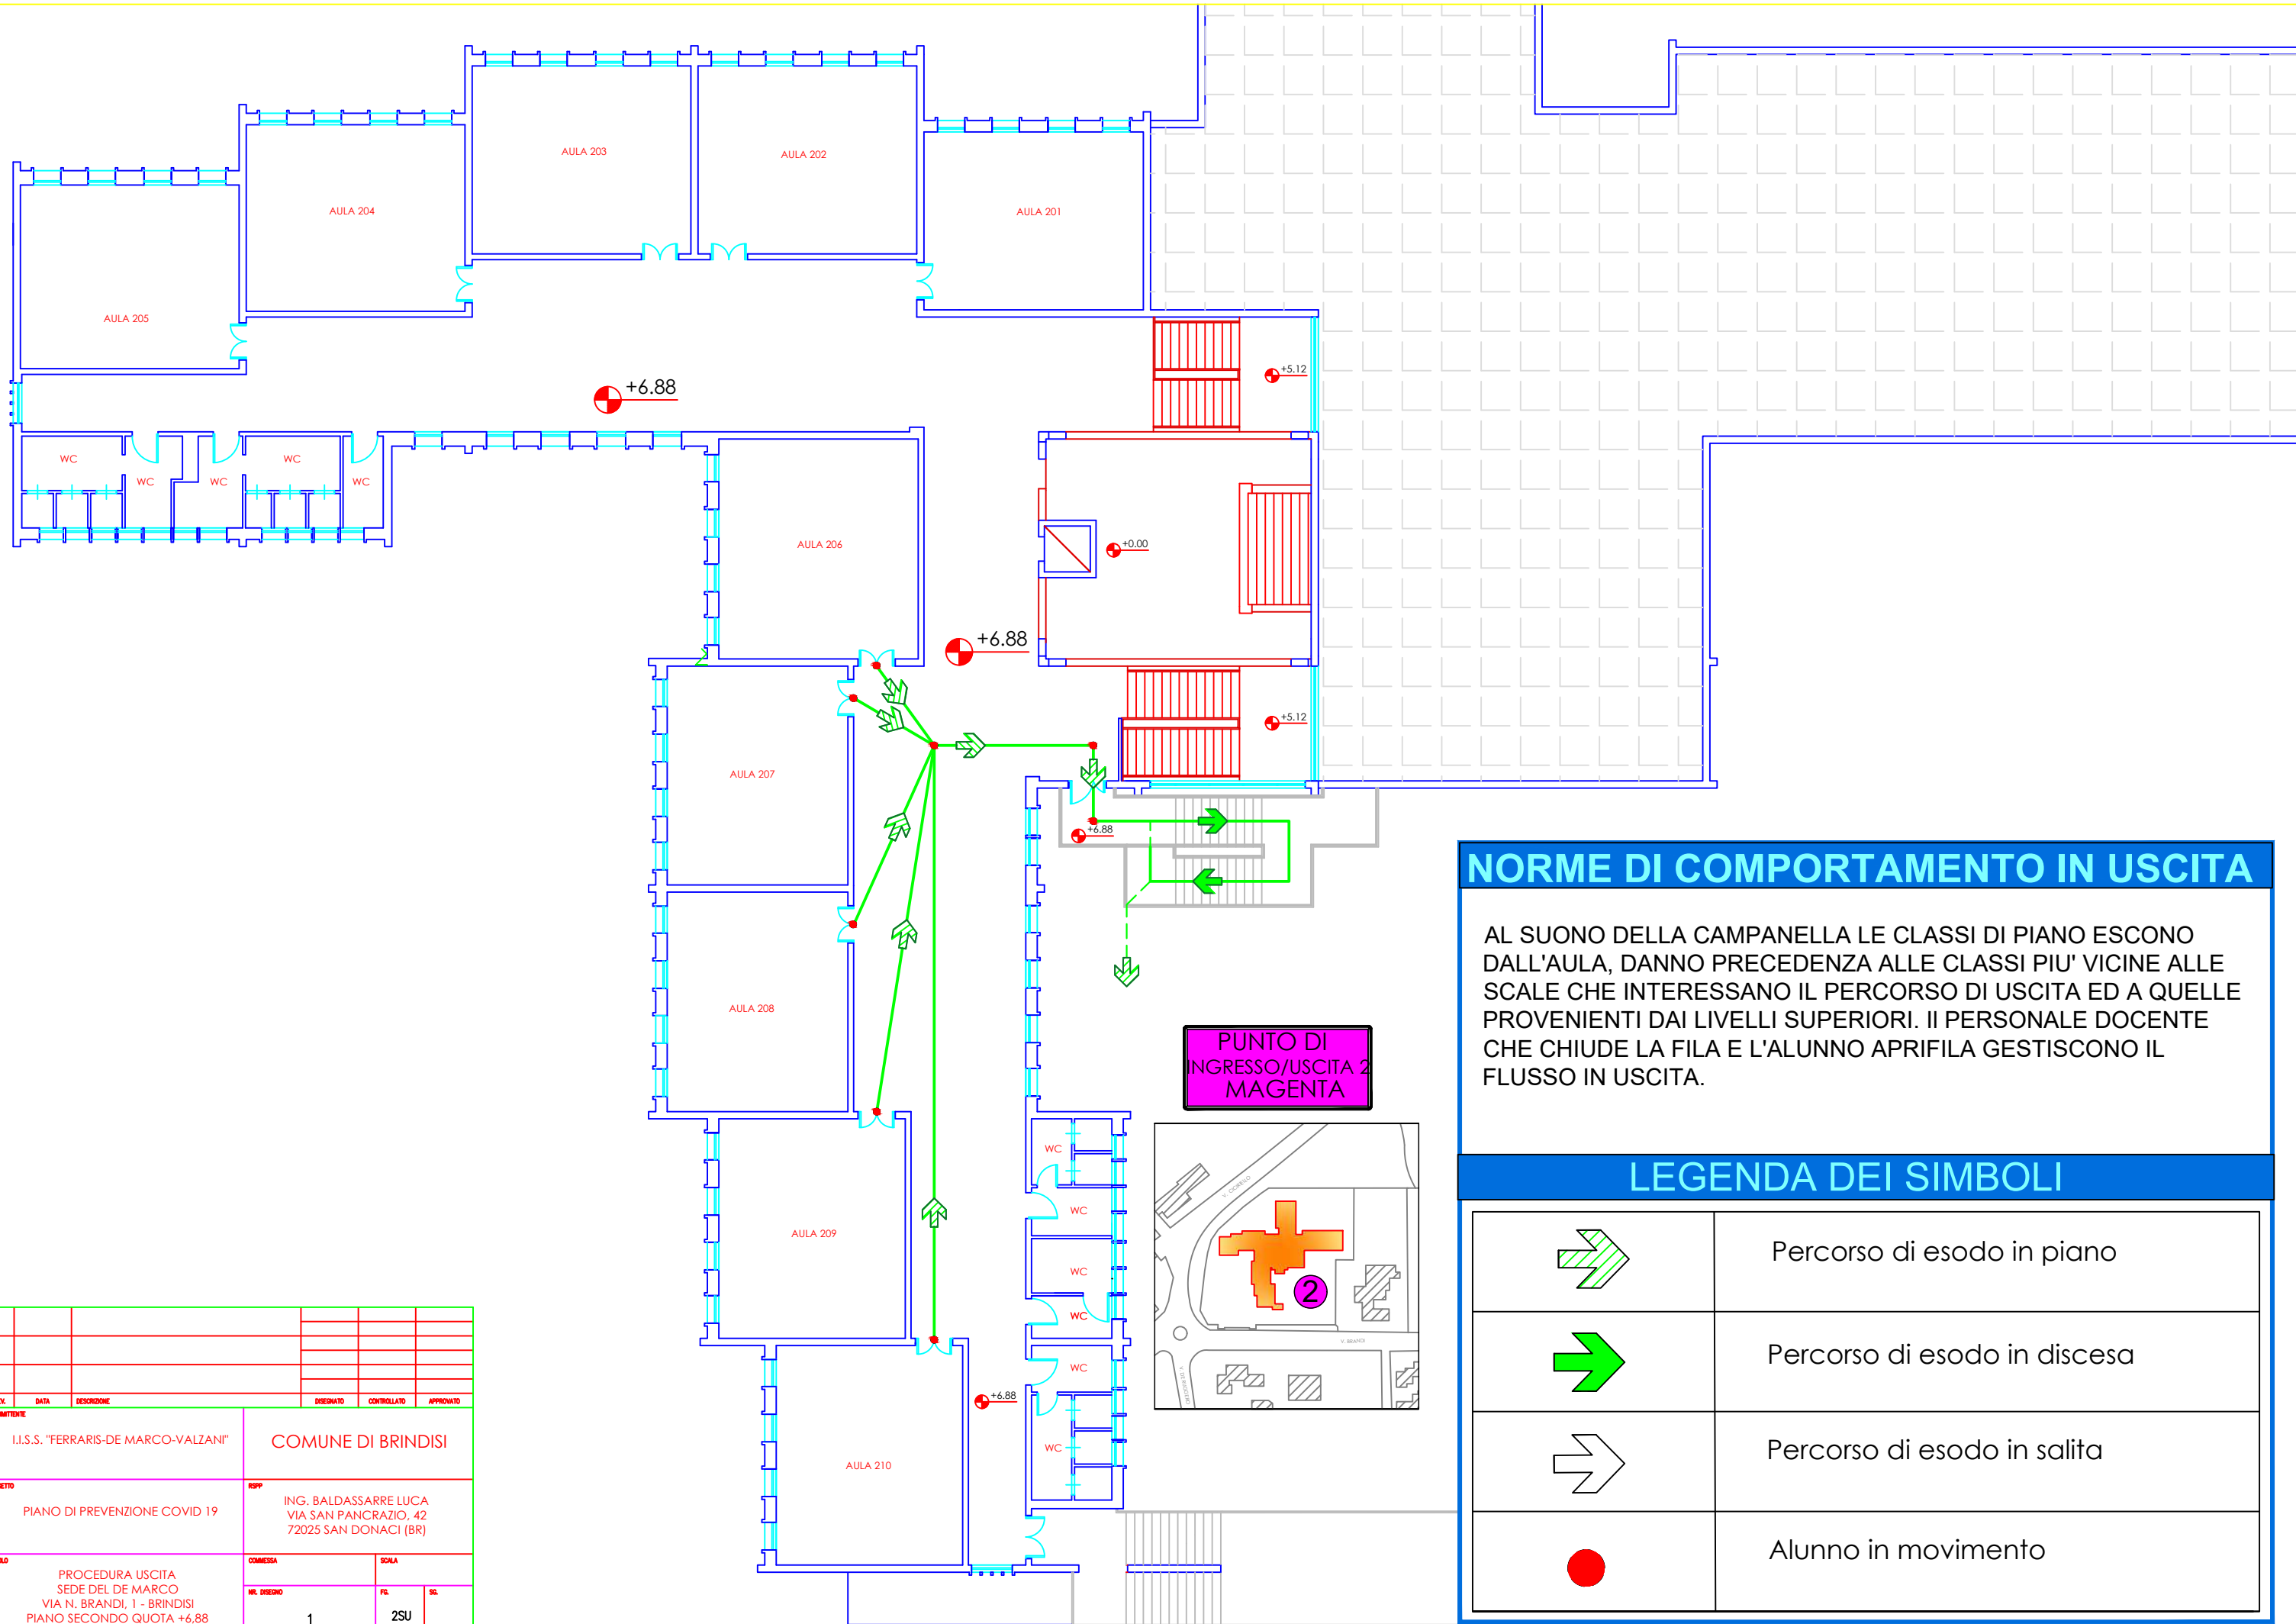 AULA 203
AULA 202
AULA 204
AULA 201
AULA 205
+6.88
+5.12
WC
WC
WC
WC
WC
AULA 206
+0.00
+6.88
+5.12
AULA 207
+6.88
AULA 208
AULA 209
AULA 210
WC
WC
WC
WC
WC
WC
+6.88
PUNTO DI
INGRESSO/USCITA 2
MAGENTA
2
V. BRANDI
NORME DI COMPORTAMENTO IN USCITA
AL SUONO DELLA CAMPANELLA LE CLASSI DI PIANO ESCONO
DALL'AULA, DANNO PRECEDENZA ALLE CLASSI PIU' VICINE ALLE
SCALE CHE INTERESSANO IL PERCORSO DI USCITA ED A QUELLE
PROVENIENTI DAI LIVELLI SUPERIORI. Il PERSONALE DOCENTE
CHE CHIUDE LA FILA E L'ALUNNO APRIFILA GESTISCONO IL
FLUSSO IN USCITA.
LEGENDA DEI SIMBOLI
Percorso di esodo in piano
Percorso di esodo in discesa
Percorso di esodo in salita
Alunno in movimento
DATA DESCRIZIONE DISEGNATO CONTROLLATO APPROVATO
I.I.S.S. "FERRARIS-DE MARCO-VALZANI"
COMUNE DI BRINDISI
PIANO DI PREVENZIONE COVID 19
RSPP
ING. BALDASSARRE LUCA
VIA SAN PANCRAZIO, 42
72025 SAN DONACI (BR)
PROCEDURA USCITA
SEDE DEL DE MARCO
VIA N. BRANDI, 1 - BRINDISI
PIANO SECONDO QUOTA +6,88
COMMESSA
SCALA
NR. DISEGNO
FG.
SG.
1
2SU